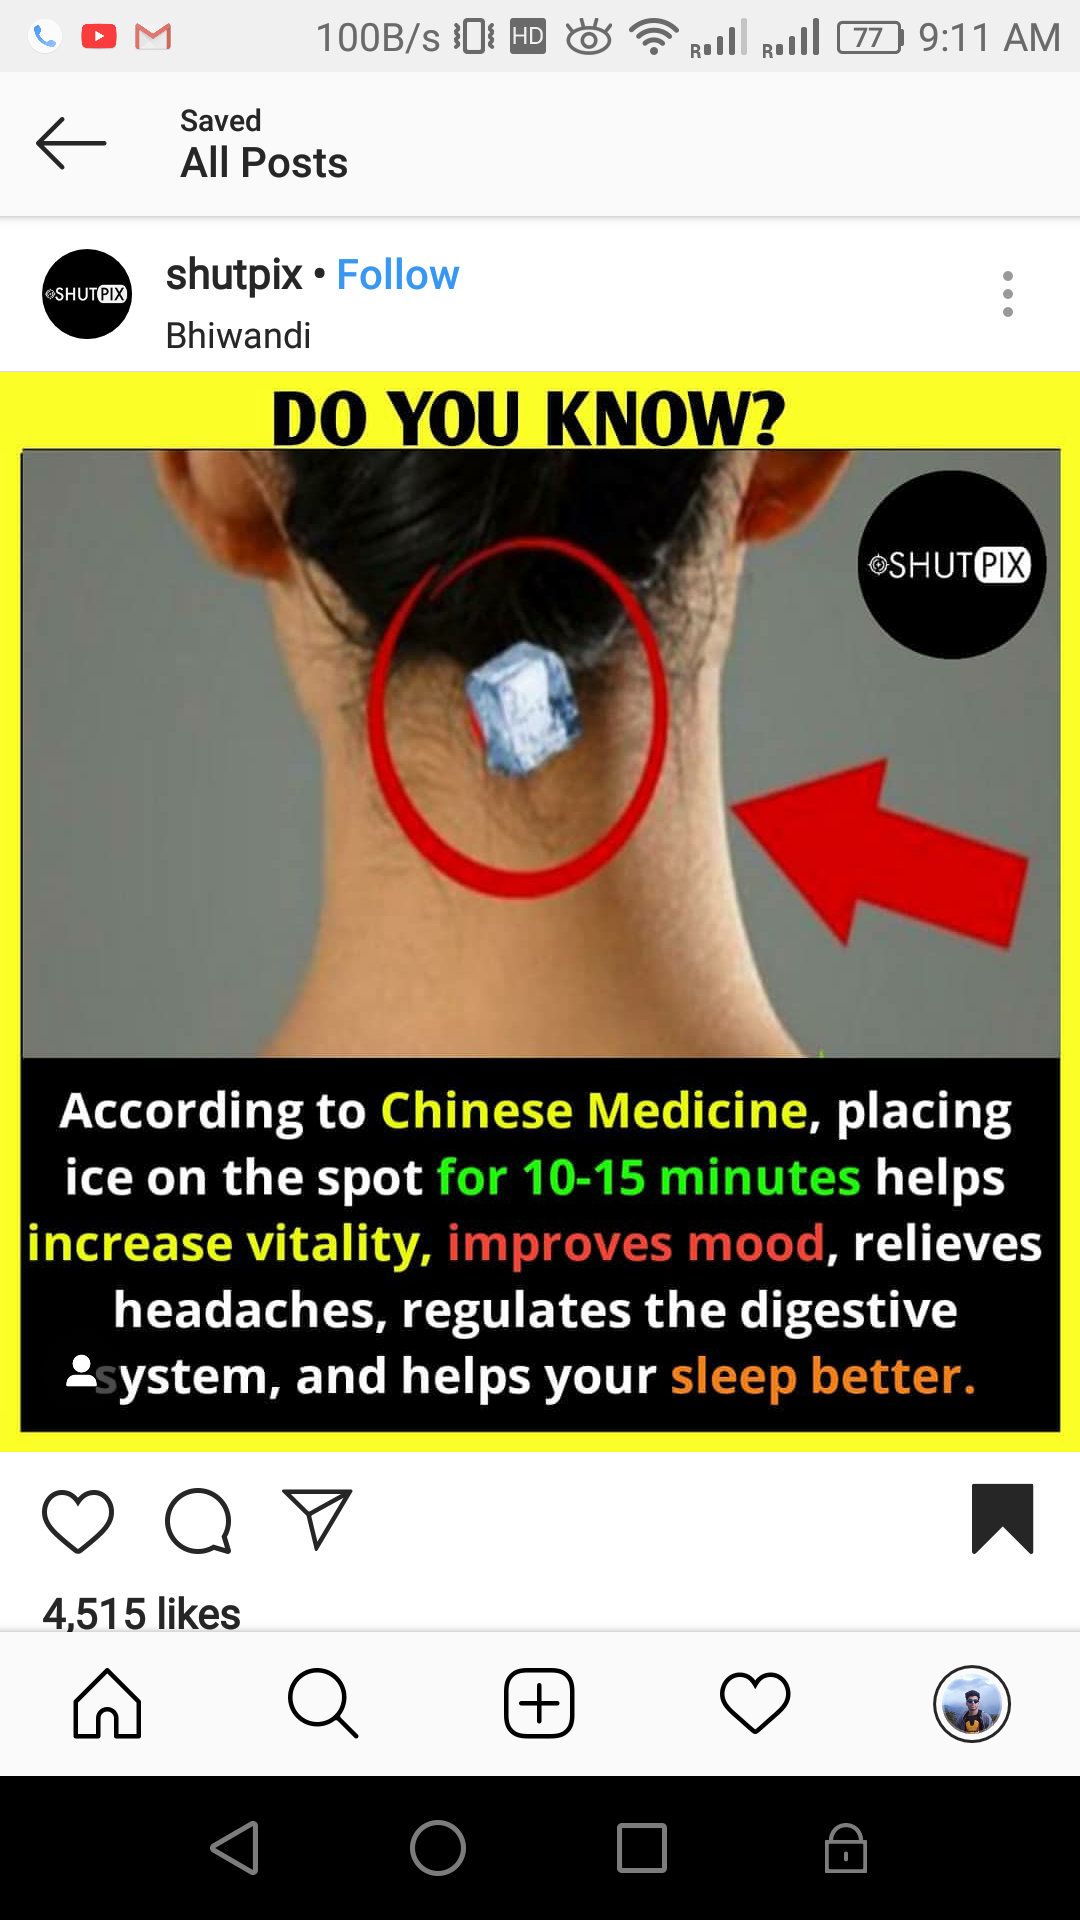 100B/s HD R R 77 9:11 AM
Saved
All Posts
SHUTPIX
shutpix • Follow
Bhiwandi
DO YOU KNOW?
SHUTPIX
According to Chinese Medicine, placing
ice on the spot for 10-15 minutes helps
increase vitality, improves mood, relieves
headaches, regulates the digestive
system, and helps your sleep better.
4,515 likes